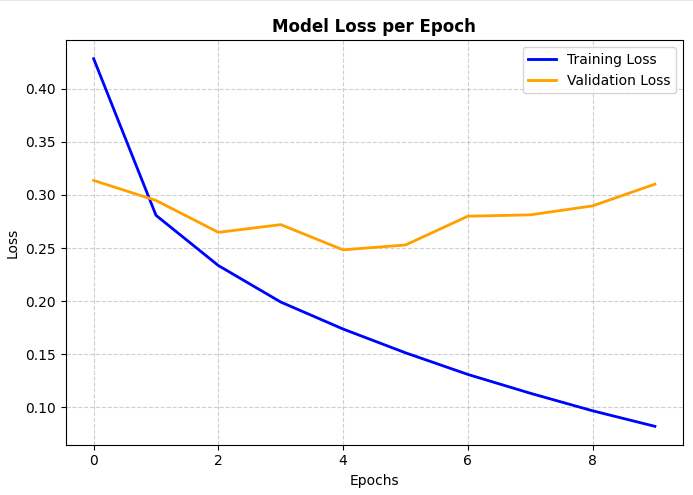 Model Loss per Epoch
Training Loss
Validation Loss
0.40
0.35
0.30
0.25
0.20
0.15
0.10
Loss
0 2 4 6 8
Epochs